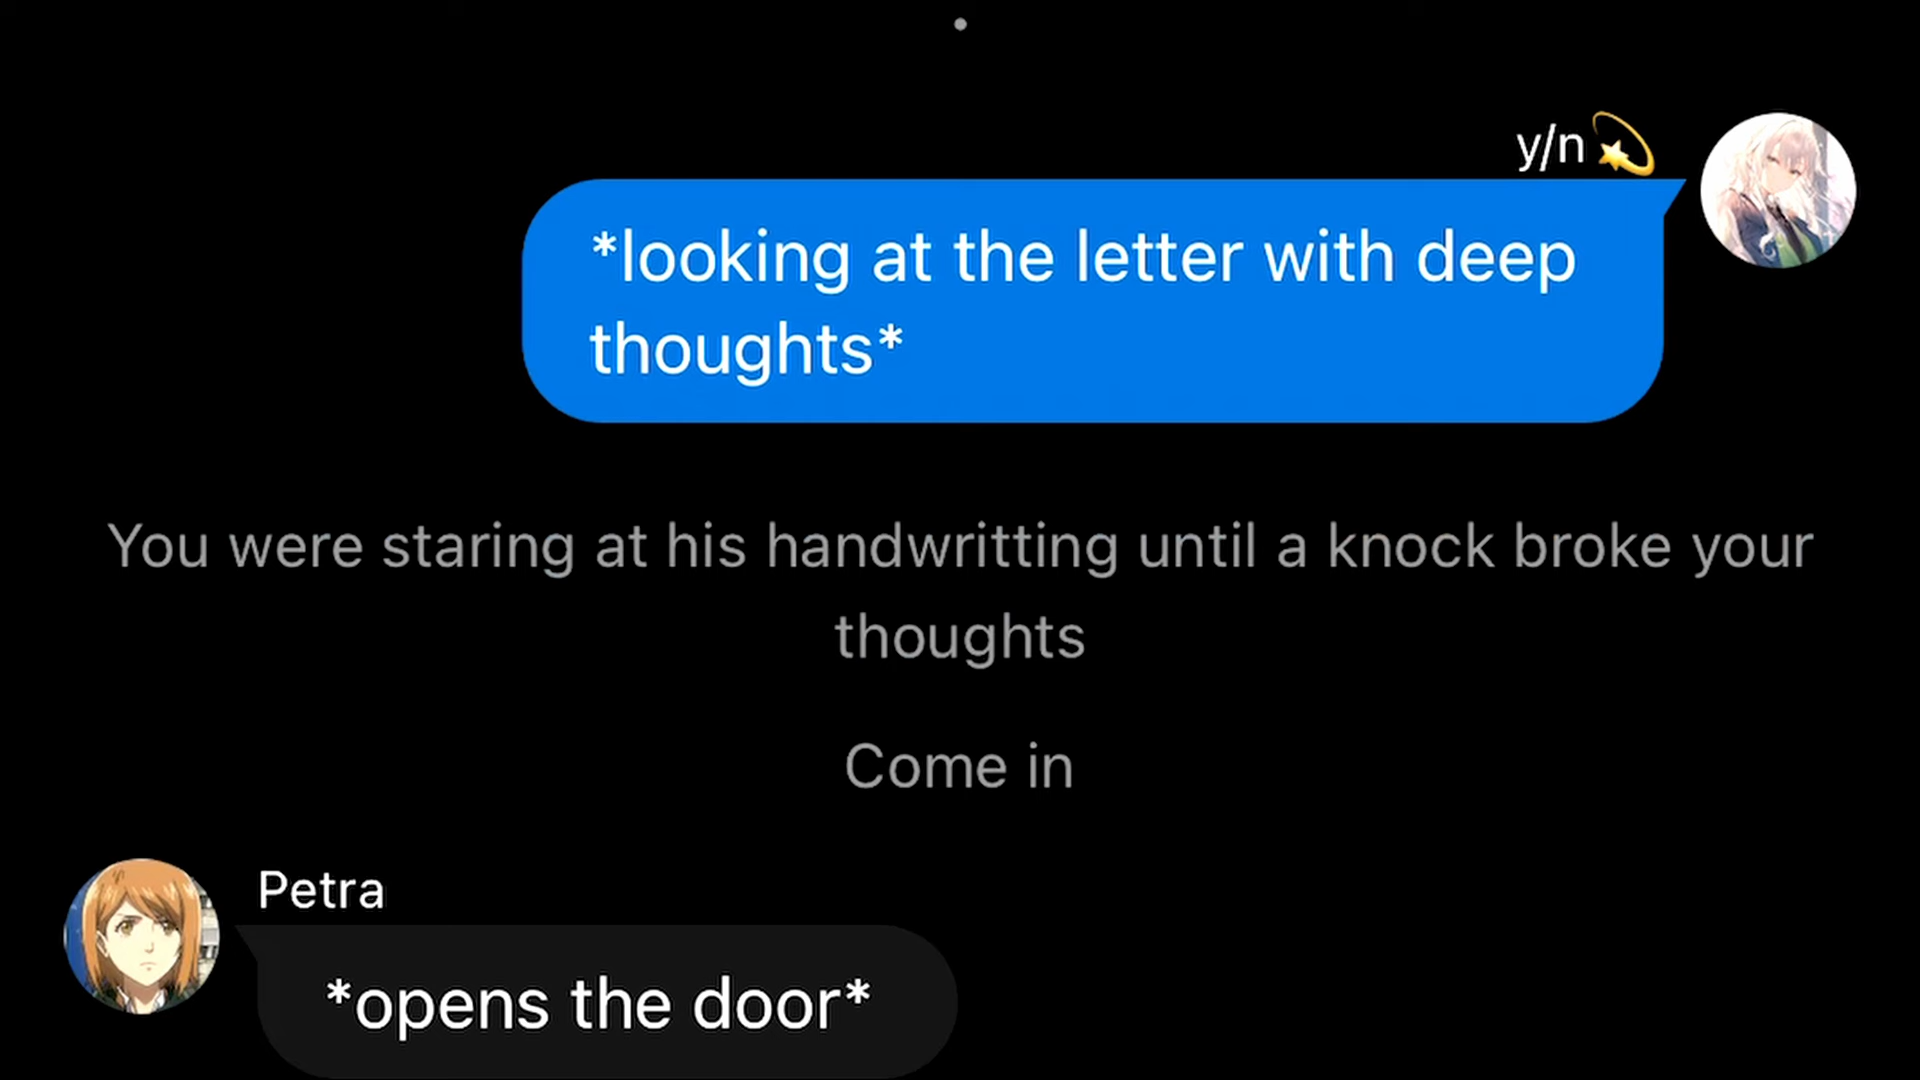 y/n💫
*looking at the letter with deep
thoughts*
You were staring at his handwritting until a knock broke your
thoughts
Come in
Petra
*opens the door*